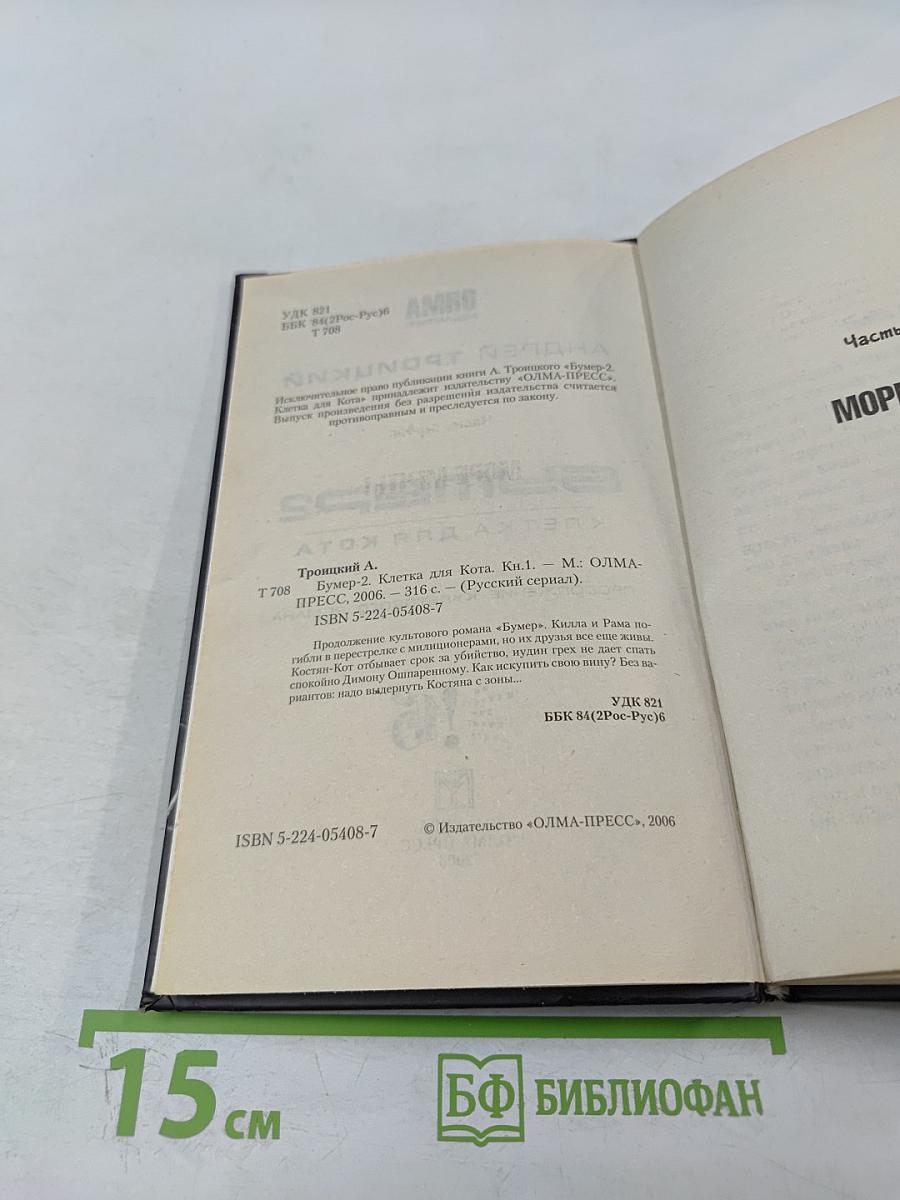 УДК 821
ББК 84(2Рос-Рус)6
Т 708
Исключительное право публикации книги А. Троицкого «Бумер-2.
Клетка для Кота» принадлежит издательству «ОЛМА-ПРЕСС».
Выпуск произведения без разрешения издательства считается
противоправным и преследуется по закону.
Троицкий А.
Т 708
Бумер-2. Клетка для Кота. Кн.1. — М.: ОЛМА-
ПРЕСС, 2006. — 316 с. — (Русский сериал).
ISBN 5-224-05408-7
Продолжение культового романа «Бумер». Килла и Рама по-
гибли в перестрелке с милиционерами, но их друзья все еще живы.
Костян-Кот отбывает срок за убийство, иудин грех не дает спать
спокойно Димону Ошпаренному. Как искупить свою вину? Без ва-
риантов: надо выдернуть Костяна с зоны...
УДК 821
ББК 84(2Рос-Рус)6
ISBN 5-224-05408-7
© Издательство «ОЛМА-ПРЕСС», 2006
Часть
МОРЕ
15 см
БФ БИБЛИОФАН